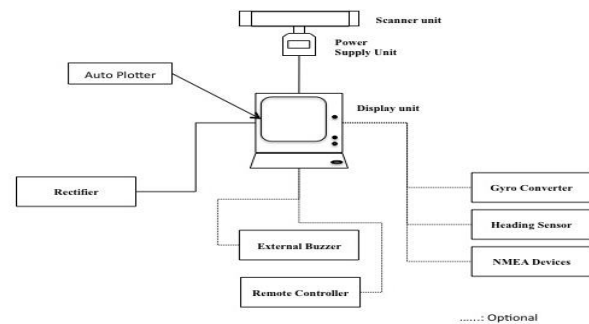 Scanner unit
Power
Supply Unit
Auto Plotter
Display unit
Rectifier
Gyro Converter
Heading Sensor
External Buzzer
NMEA Devices
Remote Controller
......: Optional